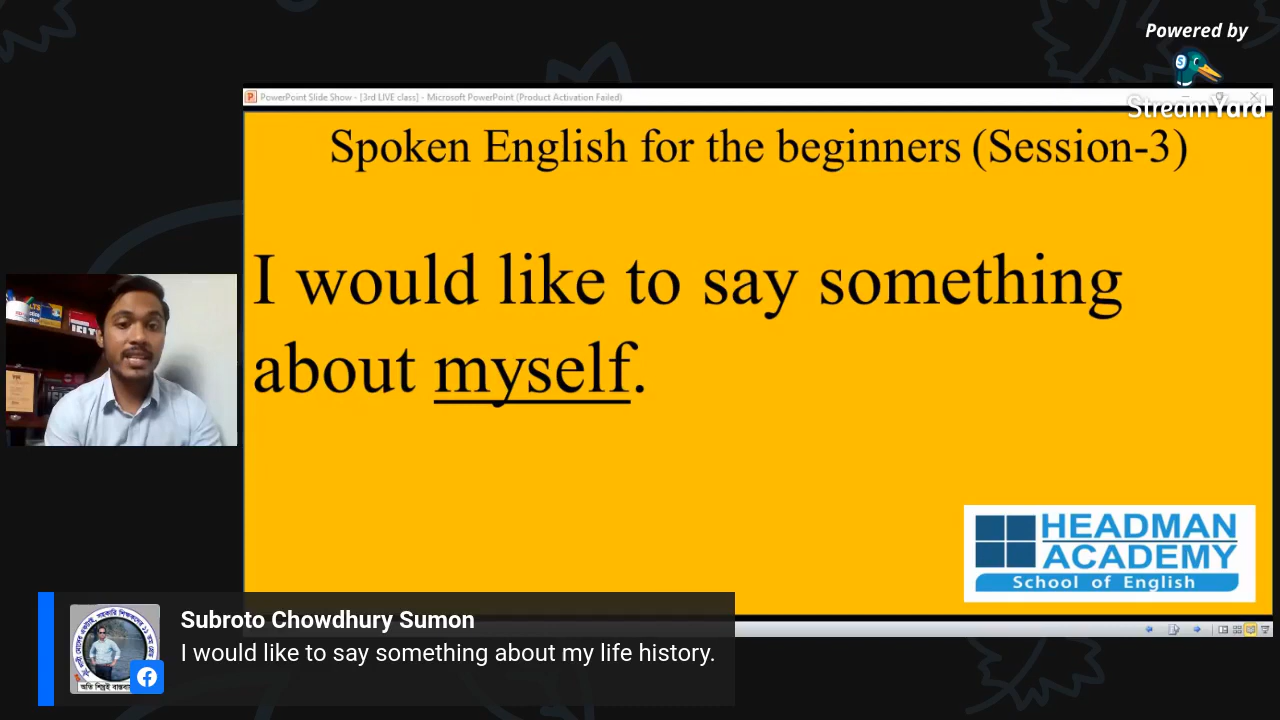 Powered by
StreamYard
PowerPoint Slide Show - [3rd LIVE class] - Microsoft PowerPoint (Product Activation Failed)
Spoken English for the beginners (Session-3)
I would like to say something
about myself.
HEADMAN
ACADEMY
School of English
Subroto Chowdhury Sumon
I would like to say something about my life history.